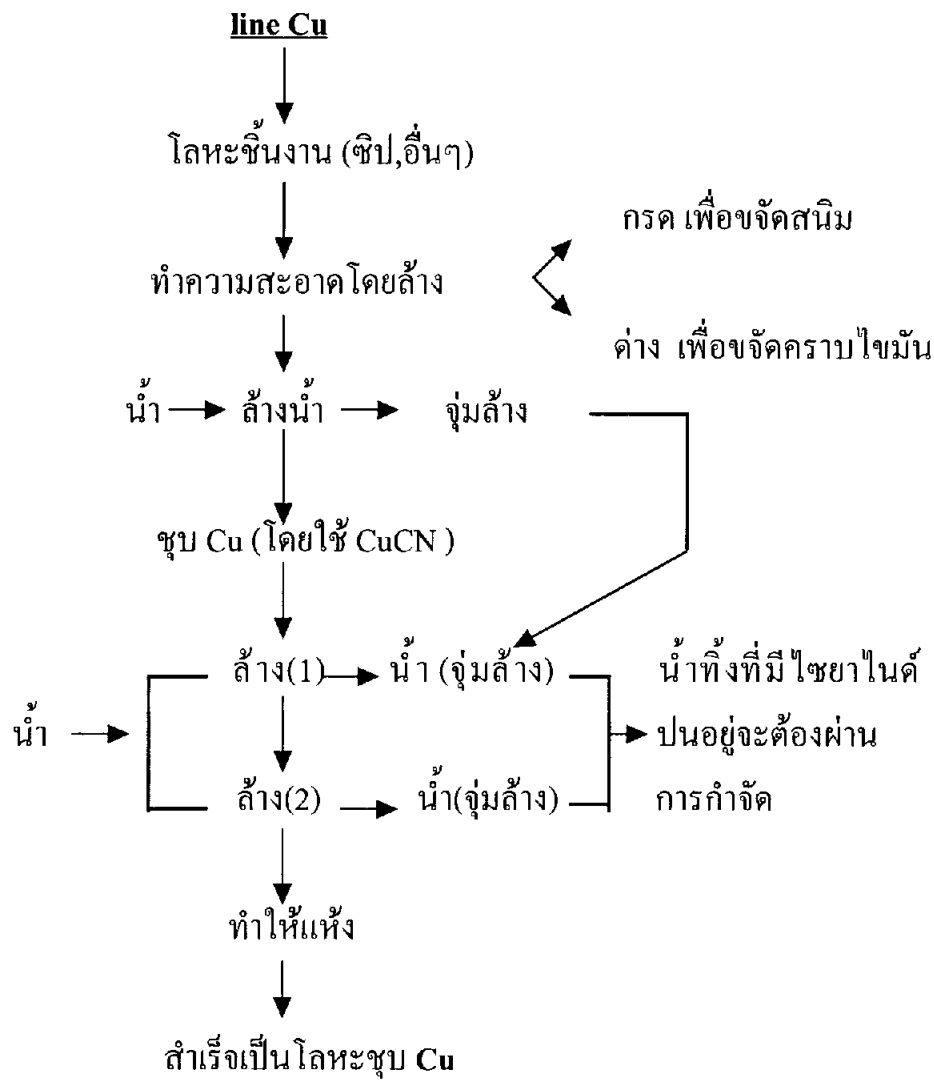 line Cu
โลหะชิ้นงาน (ซิป,อื่นๆ)
กรด เพื่อขจัดสนิม
ทำความสะอาดโดยล้าง
ด่าง เพื่อขจัดคราบไขมัน
น้ำ ล้างน้ำ จุ่มล้าง
ชุบ Cu (โดยใช้ CuCN )
ล้าง(1) น้ำ (จุ่มล้าง) น้ำทิ้งที่มีไซยาไนด์
น้ำ ปนอยู่จะต้องผ่าน
ล้าง(2) น้ำ(จุ่มล้าง) การกำจัด
ทำให้แห้ง
สำเร็จเป็นโลหะชุบ Cu